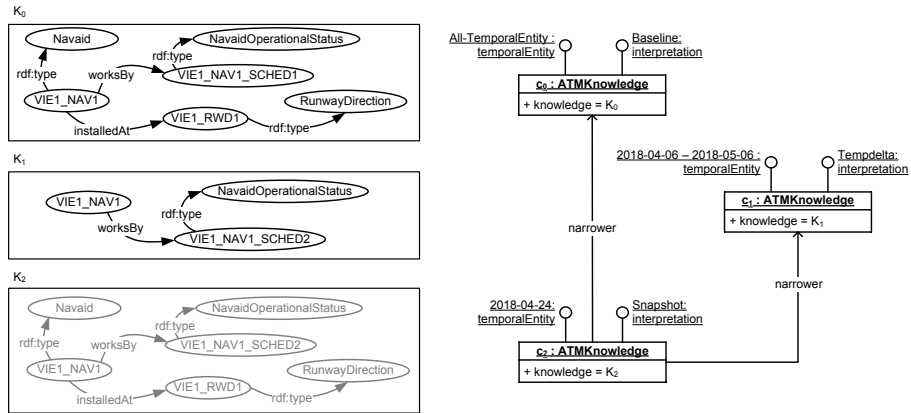 K0
Navaid
NavaidOperationalStatus
rdf:type
rdf:type
worksBy
VIE1_NAV1_SCHED1
VIE1_NAV1
RunwayDirection
VIE1_RWD1
installedAt
rdf:type
K1
NavaidOperationalStatus
VIE1_NAV1
rdf:type
worksBy
VIE1_NAV1_SCHED2
K2
Navaid
NavaidOperationalStatus
rdf:type
rdf:type
worksBy
VIE1_NAV1_SCHED2
VIE1_NAV1
RunwayDirection
VIE1_RWD1
installedAt
rdf:type
All-TemporalEntity :
temporalEntity
Baseline:
interpretation
c0 : ATMKnowledge
+ knowledge = K0
2018-04-06 – 2018-05-06 :
temporalEntity
Tempdelta:
interpretation
c1 : ATMKnowledge
+ knowledge = K1
narrower
narrower
2018-04-24:
temporalEntity
Snapshot:
interpretation
c2 : ATMKnowledge
+ knowledge = K2